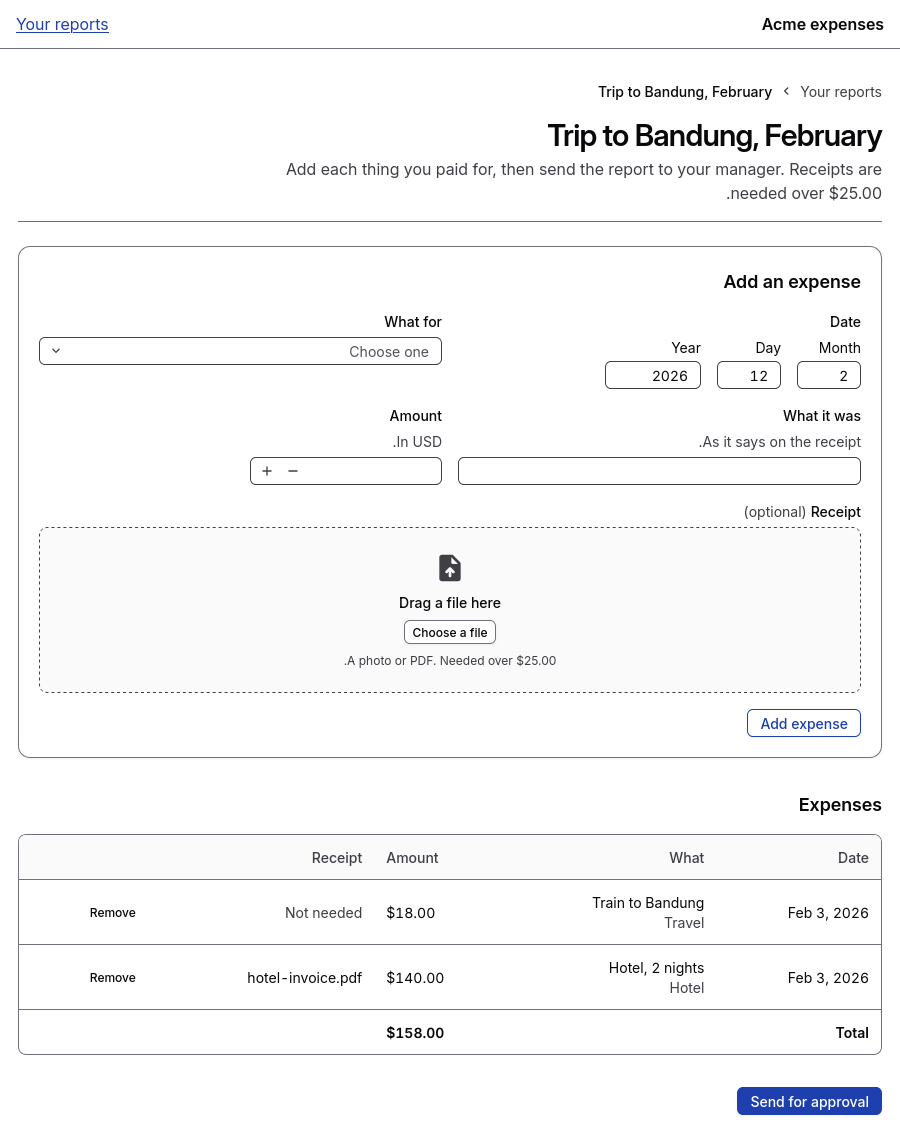 Acme expenses
Your reports
Your reports
Trip to Bandung, February
Trip to Bandung, February
Add each thing you paid for, then send the report to your manager. Receipts are
needed over $25.00.
Add an expense
Date
Month
Day
Year
2
12
2026
What for
Choose one
What it was
As it says on the receipt.
Amount
In USD.
Receipt (optional)
Drag a file here
Choose a file
A photo or PDF. Needed over $25.00.
Add expense
Expenses
Date What Amount Receipt
Feb 3, 2026 Train to Bandung $18.00 Not needed Remove
Travel
Feb 3, 2026 Hotel, 2 nights $140.00 hotel-invoice.pdf Remove
Hotel
Total $158.00
Send for approval